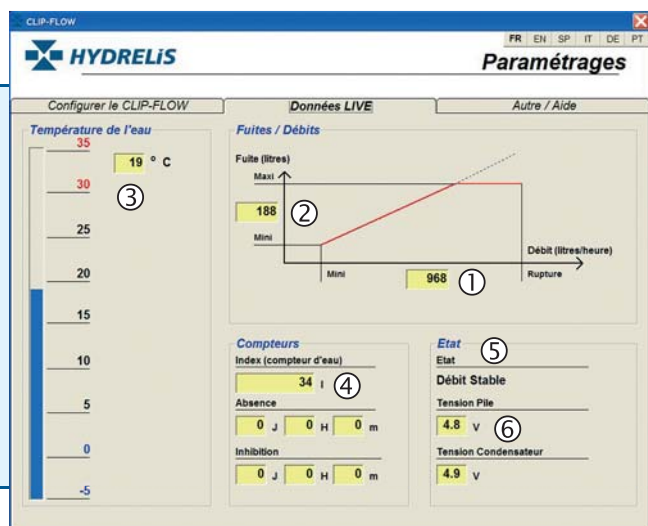 CLIP-FLOW
HYDRELiS
FR EN SP IT DE PT
Paramétrages
Configurer le CLIP-FLOW
Données LIVE
Autre / Aide
Température de l'eau
35
30
25
20
15
10
5
0
-5
19 ° C
③
Fuites / Débits
Fuite (litres)
Maxi
188 ②
Mini
Débit (litres/heure)
Mini
968 ①
Rupture
Compteurs
Index (compteur d'eau)
34 l ④
Absence
0 J 0 H 0 m
Inhibition
0 J 0 H 0 m
Etat
Etat ⑤
Débit Stable
Tension Pile
4.8 V ⑥
Tension Condensateur
4.9 V